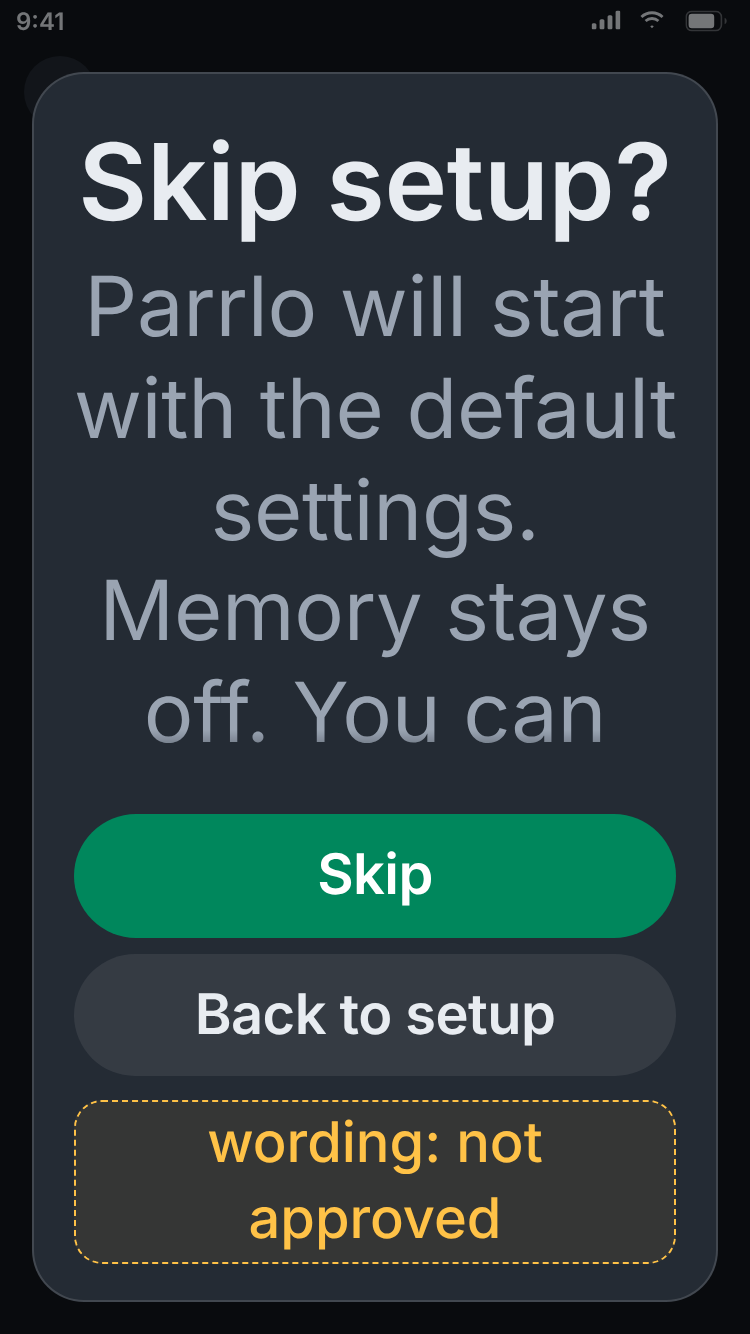 9:41
Skip setup?
Parrlo will start
with the default
settings.
Memory stays
off. You can
Skip
Back to setup
wording: not
approved